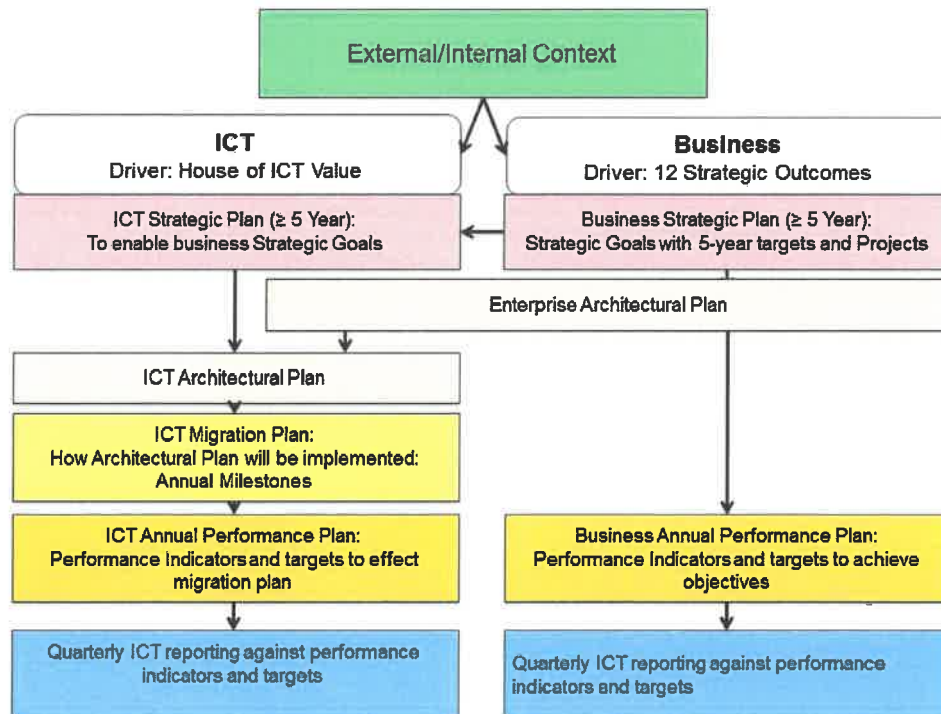 External/Internal Context
ICT
Driver: House of ICT Value
Business
Driver: 12 Strategic Outcomes
ICT Strategic Plan (≥ 5 Year):
To enable business Strategic Goals
Business Strategic Plan (≥ 5 Year):
Strategic Goals with 5-year targets and Projects
Enterprise Architectural Plan
ICT Architectural Plan
ICT Migration Plan:
How Architectural Plan will be implemented:
Annual Milestones
ICT Annual Performance Plan:
Performance Indicators and targets to effect
migration plan
Business Annual Performance Plan:
Performance Indicators and targets to achieve
objectives
Quarterly ICT reporting against performance
indicators and targets
Quarterly ICT reporting against performance
indicators and targets